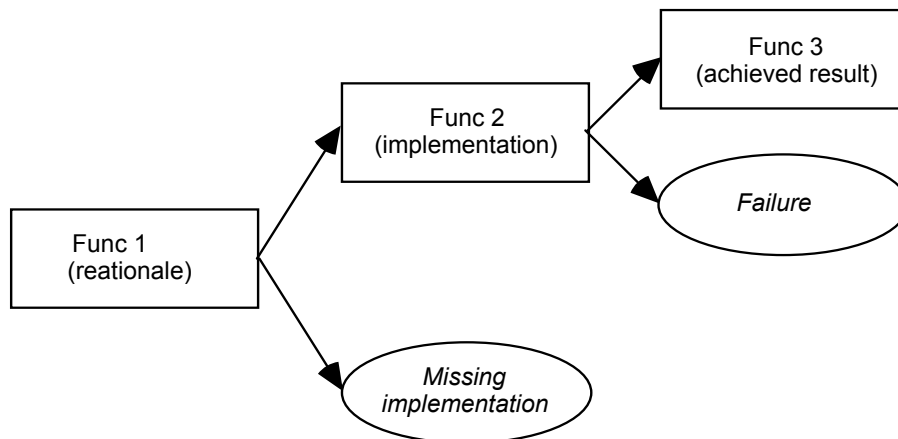 Func 3
(achieved result)
Func 2
(implementation)
Failure
Func 1
(reationale)
Missing
implementation